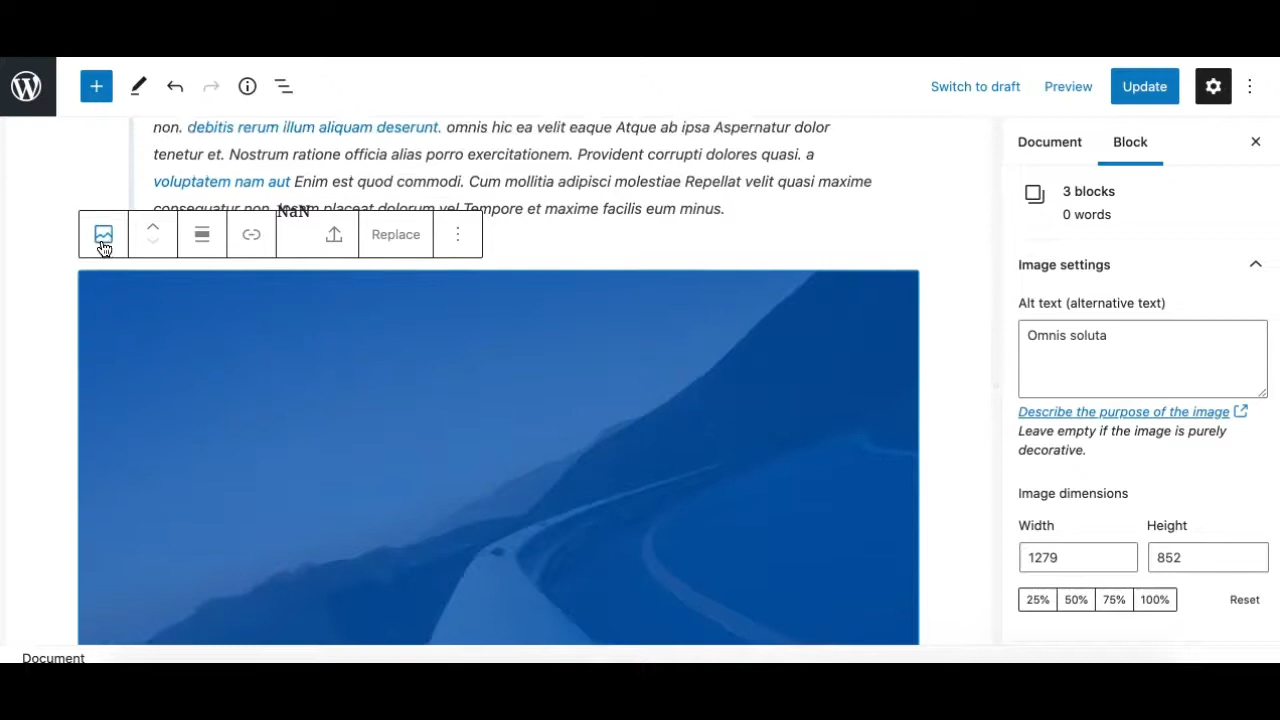 Switch to draft
Preview
Update
non. debitis rerum illum aliquam deserunt. omnis hic ea velit eaque Atque ab ipsa Aspernatur dolor
tenetur et. Nostrum ratione officia alias porro exercitationem. Provident corrupti dolores quasi. a
voluptatem nam aut Enim est quod commodi. Cum mollitia adipisci molestiae Repellat velit quasi maxime
consequatur non. placeat dolorum vel Tempore et maxime facilis eum minus.
NaN
Replace
Document
Block
3 blocks
0 words
Image settings
Alt text (alternative text)
Omnis soluta
Describe the purpose of the image
Leave empty if the image is purely
decorative.
Image dimensions
Width
Height
1279
852
25%
50%
75%
100%
Reset
Document